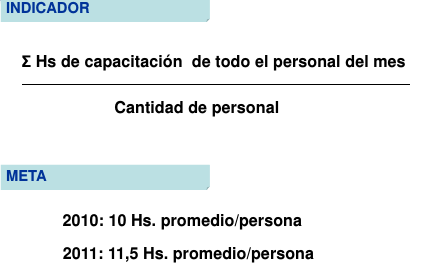 INDICADOR
Σ Hs de capacitación de todo el personal del mes
Cantidad de personal
META
2010: 10 Hs. promedio/persona
2011: 11,5 Hs. promedio/persona